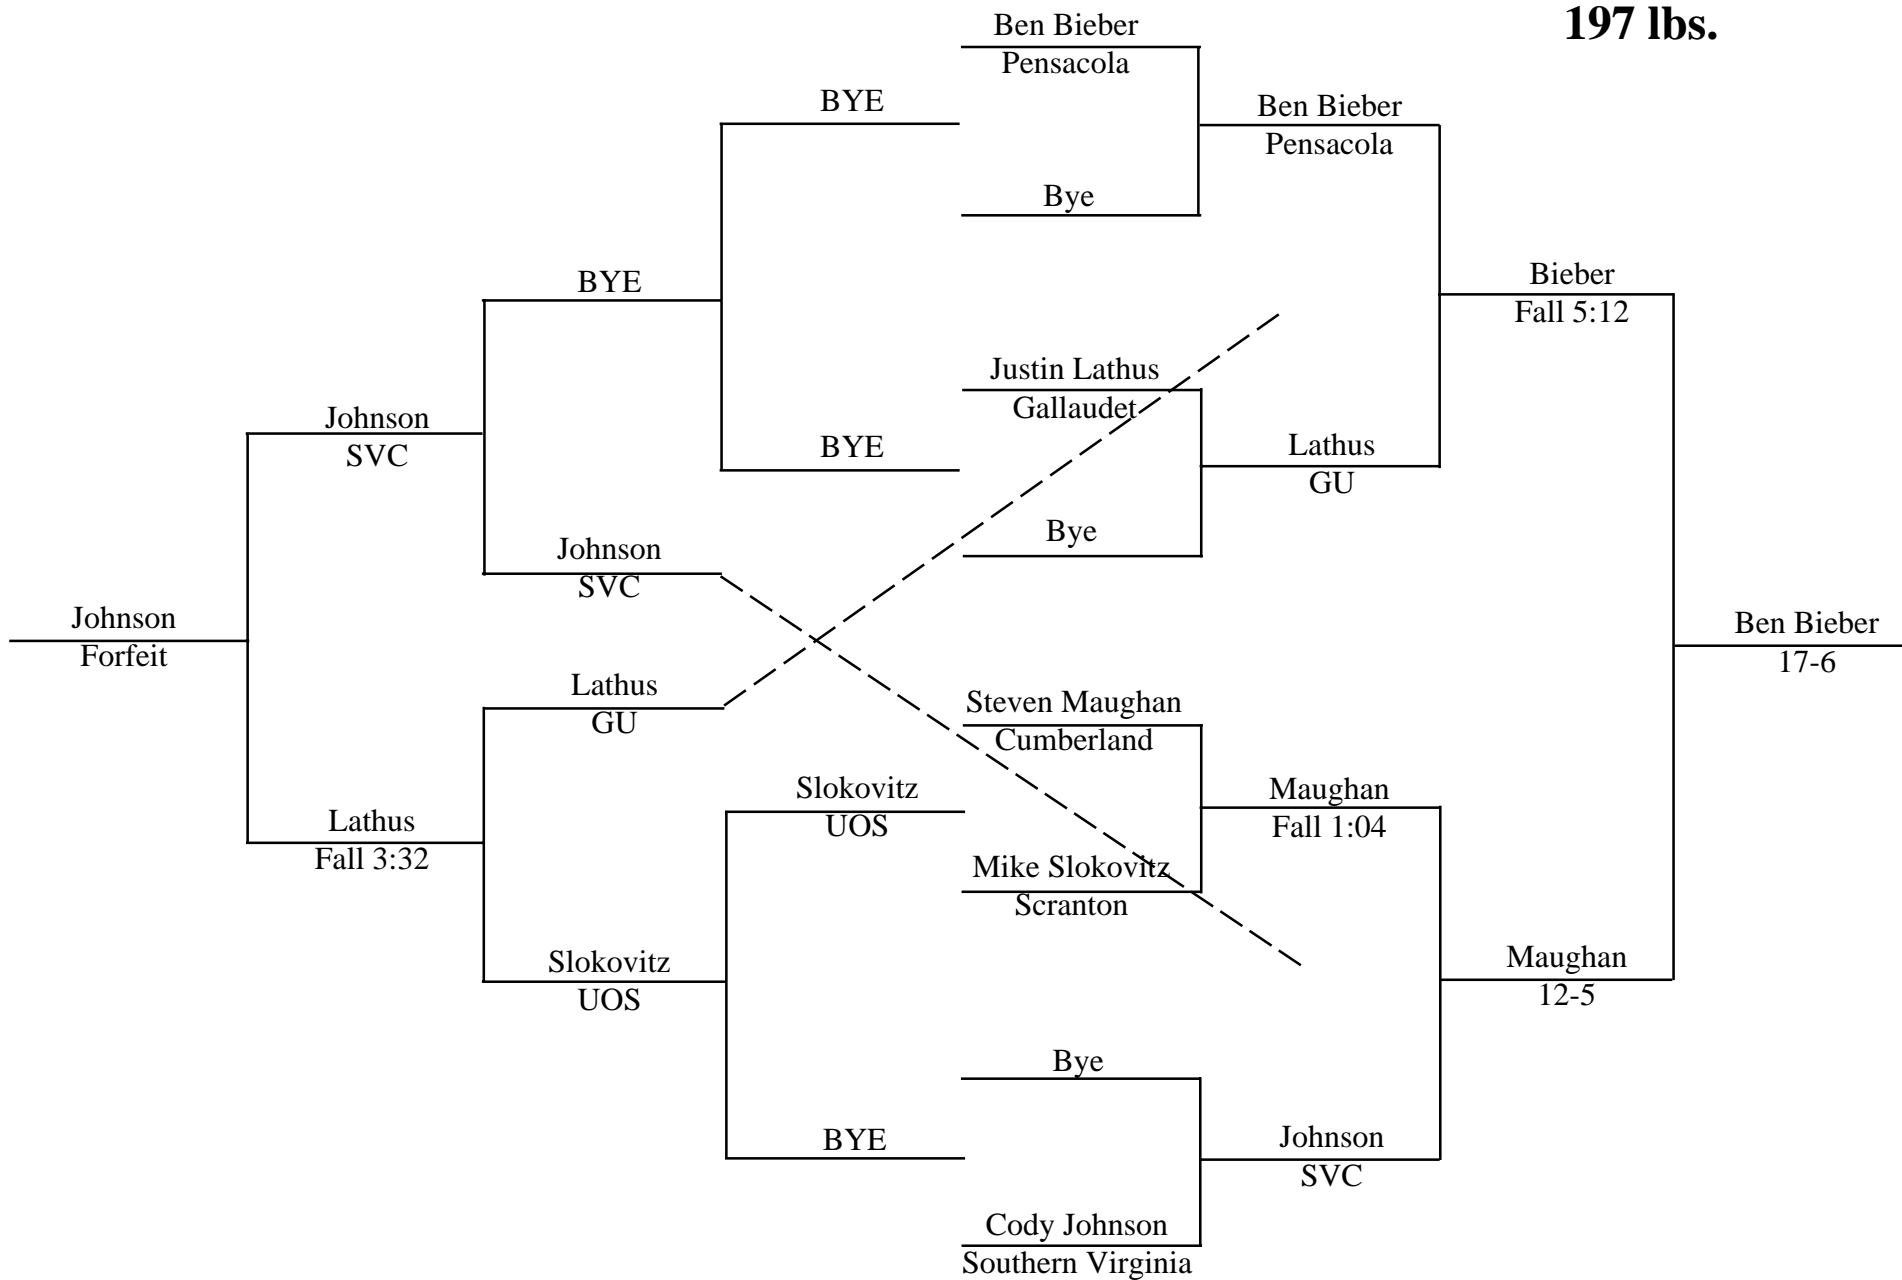 197 lbs.
Ben Bieber
Pensacola
BYE
Ben Bieber
Pensacola
Bye
BYE
Bieber
Fall 5:12
Justin Lathus
Gallaudet
Johnson
SVC
BYE
Lathus
GU
Bye
Johnson
SVC
Johnson
Forfeit
Ben Bieber
17-6
Lathus
GU
Steven Maughan
Cumberland
Slokovitz
UOS
Maughan
Fall 1:04
Lathus
Fall 3:32
Mike Slokovitz
Scranton
Slokovitz
UOS
Maughan
12-5
Bye
BYE
Johnson
SVC
Cody Johnson
Southern Virginia